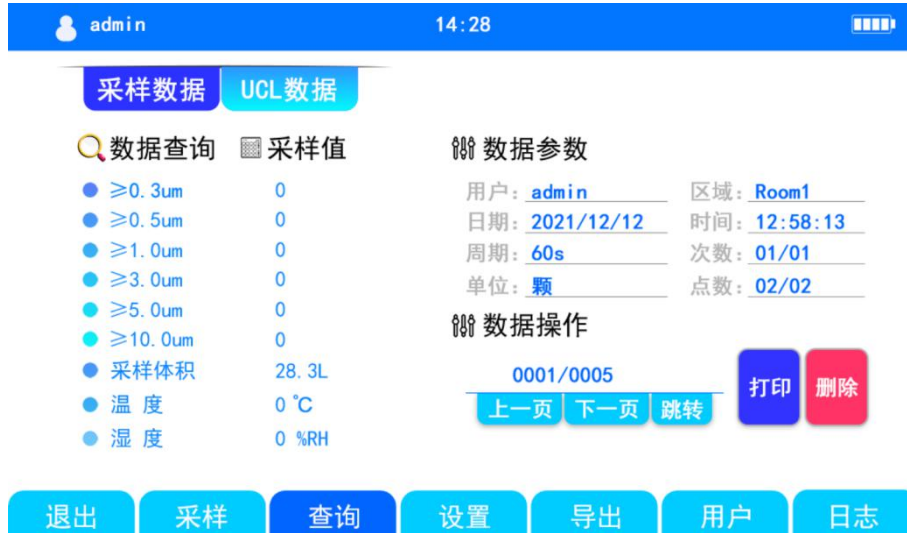 admin 14:28
采样数据 UCL数据
数据查询 采样值
≥0.3um 0
≥0.5um 0
≥1.0um 0
≥3.0um 0
≥5.0um 0
≥10.0um 0
采样体积 28.3L
温 度 0 ℃
湿 度 0 %RH
数据参数
用户: admin 区域: Room1
日期: 2021/12/12 时间: 12:58:13
周期: 60s 次数: 01/01
单位: 颗 点数: 02/02
数据操作
0001/0005
上一页 下一页 跳转 打印 删除
退出 采样 查询 设置 导出 用户 日志